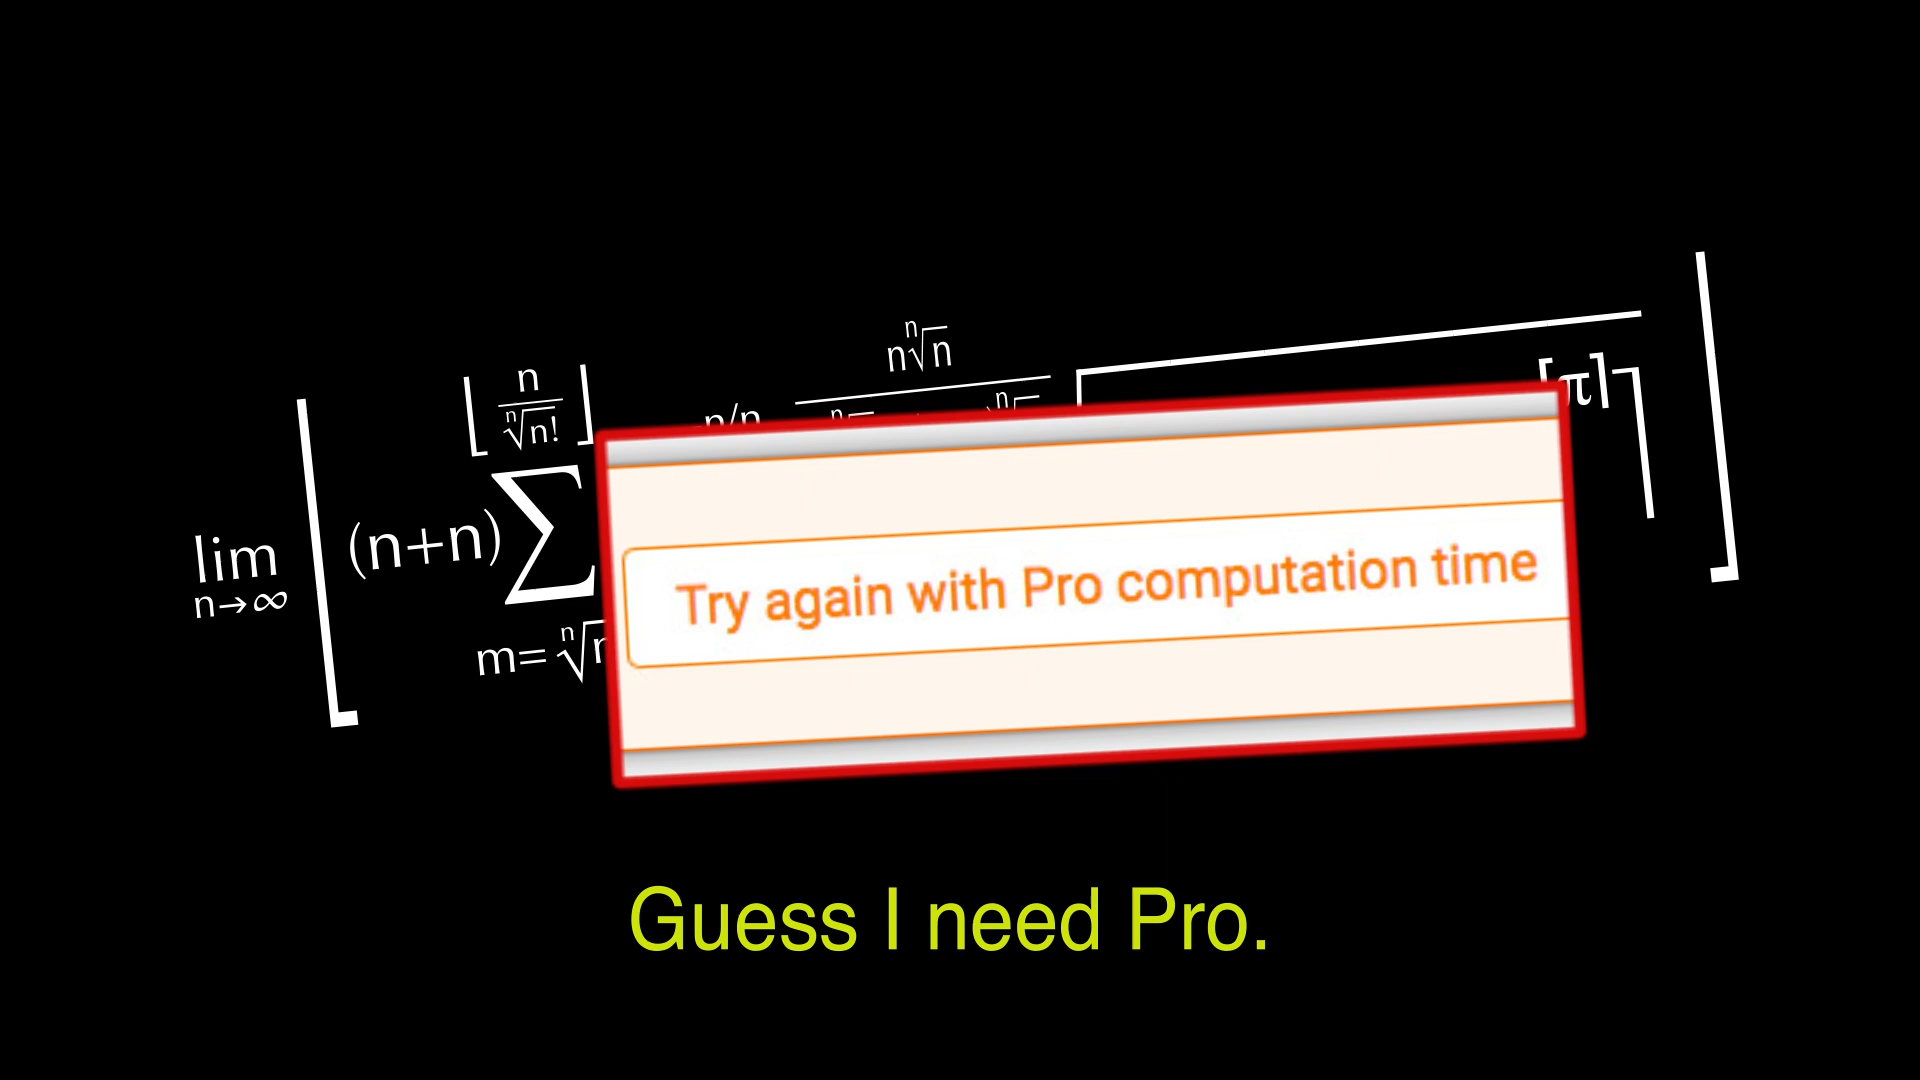 lim n→∞ [ (n+n) ∑ m= ⁿ√ ⌊ n / ⁿ√n! ⌋ n/n n ⁿ√n [π] ]
Try again with Pro computation time
Guess I need Pro.